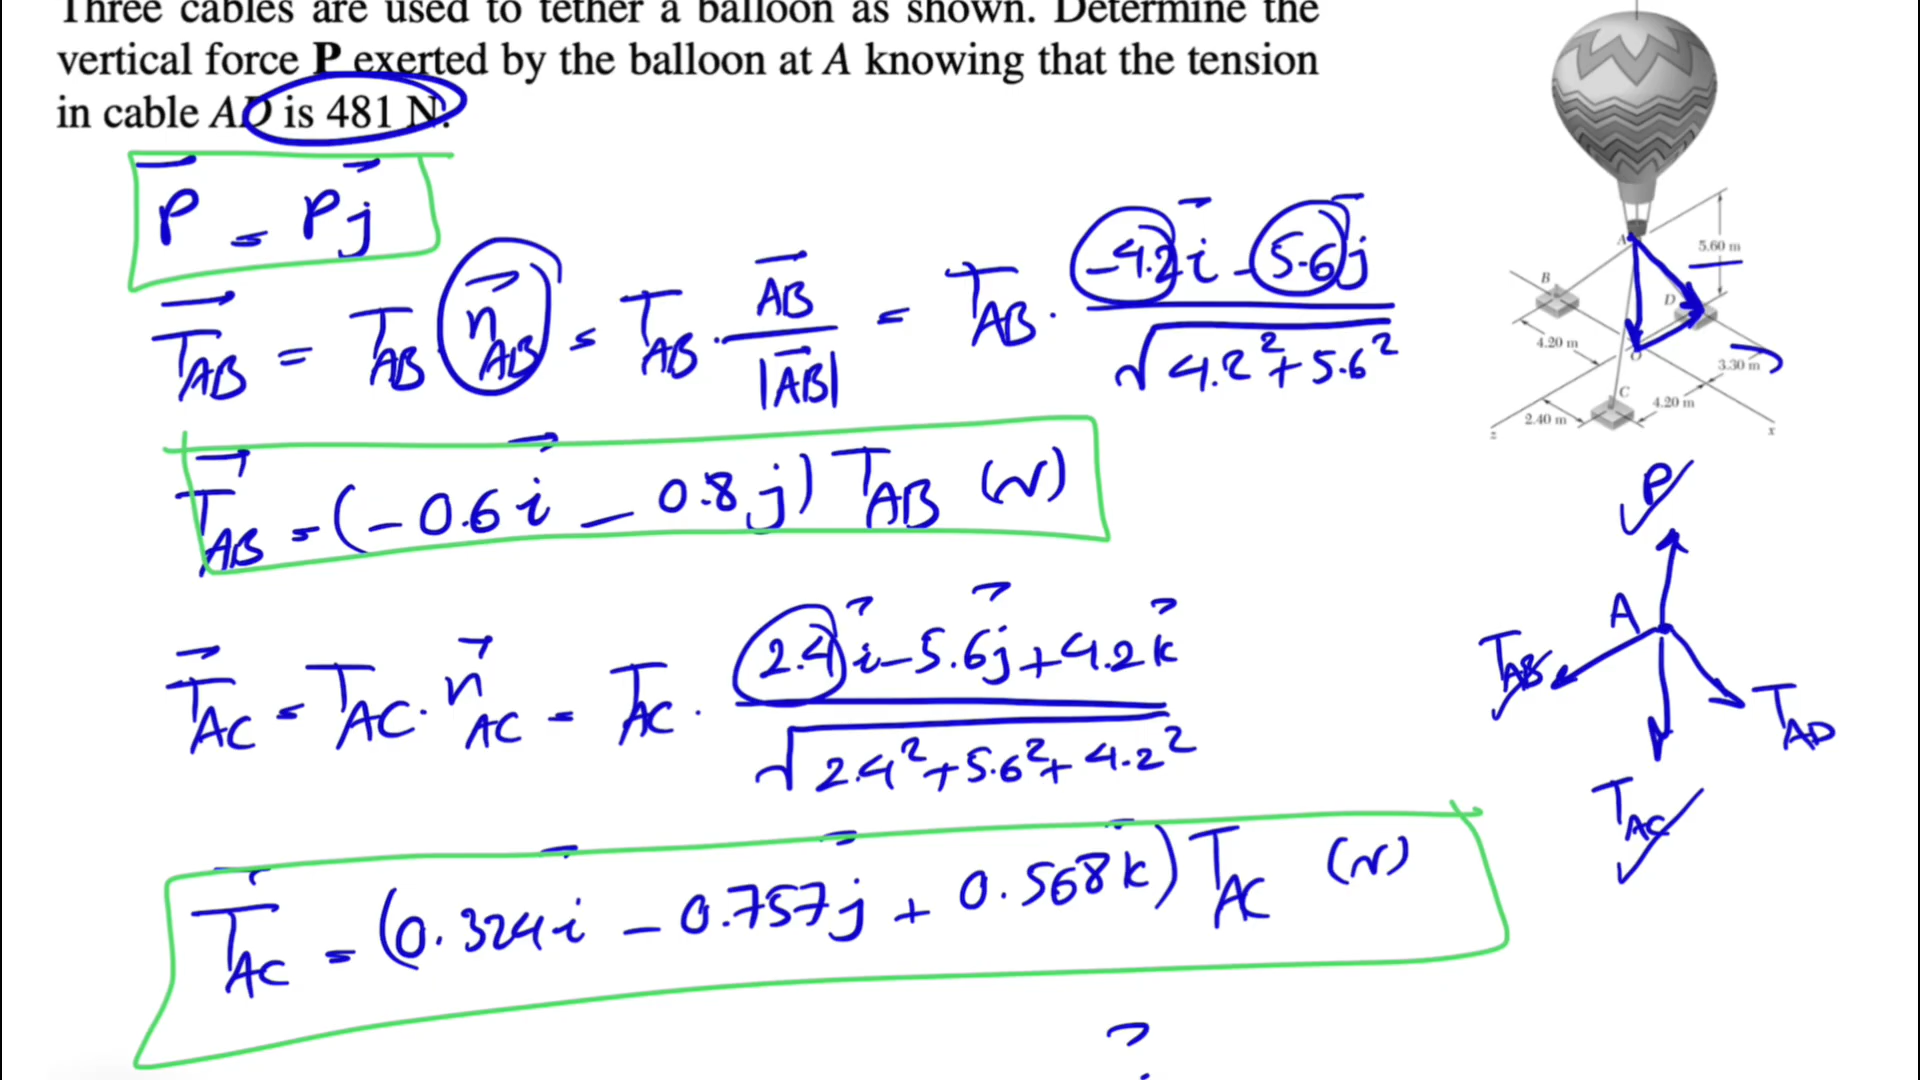 Three cables are used to tether a balloon as shown. Determine the
vertical force P exerted by the balloon at A knowing that the tension
in cable AD is 481 N.
P = Pj
T_AB = T_AB n_AB = T_AB · AB / |AB| = T_AB · (-4.2i - 5.6j) / √(4.2² + 5.6²)
T_AB = (-0.6i - 0.8j) T_AB (N)
T_AC = T_AC · n_AC = T_AC · (2.4i - 5.6j + 4.2k) / √(2.4² + 5.6² + 4.2²)
T_AC = (0.324i - 0.757j + 0.568k) T_AC (N)
A
5.60 m
B
D
4.20 m
O
3.30 m
C
4.20 m
2.40 m
z
x
P
A
T_AB
T_AD
T_AC